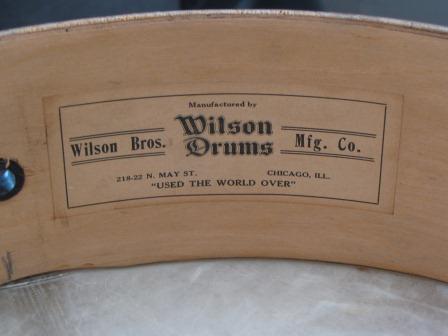 Manufactured by
Wilson Bros. Wilson Drums Mfg. Co.
218-22 N. MAY ST. CHICAGO, ILL.
"USED THE WORLD OVER"